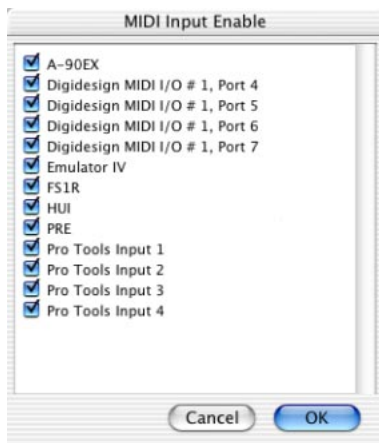 MIDI Input Enable
A-90EX
Digidesign MIDI I/O # 1, Port 4
Digidesign MIDI I/O # 1, Port 5
Digidesign MIDI I/O # 1, Port 6
Digidesign MIDI I/O # 1, Port 7
Emulator IV
FS1R
HUI
PRE
Pro Tools Input 1
Pro Tools Input 2
Pro Tools Input 3
Pro Tools Input 4
Cancel OK